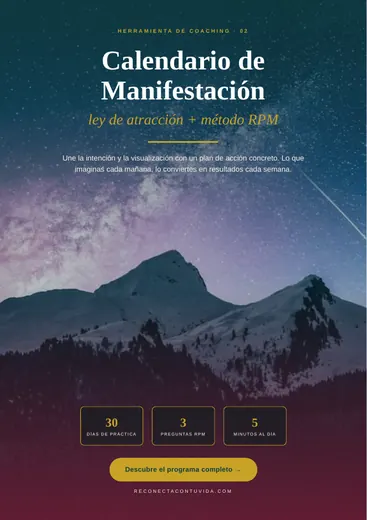 HERRAMIENTA DE COACHING · 02
Calendario de
Manifestación
ley de atracción + método RPM
Une la intención y la visualización con un plan de acción concreto. Lo que
imaginas cada mañana, lo conviertes en resultados cada semana.
30
DÍAS DE PRÁCTICA
3
PREGUNTAS RPM
5
MINUTOS AL DÍA
Descubre el programa completo →
RECONECTACONTUVIDA.COM